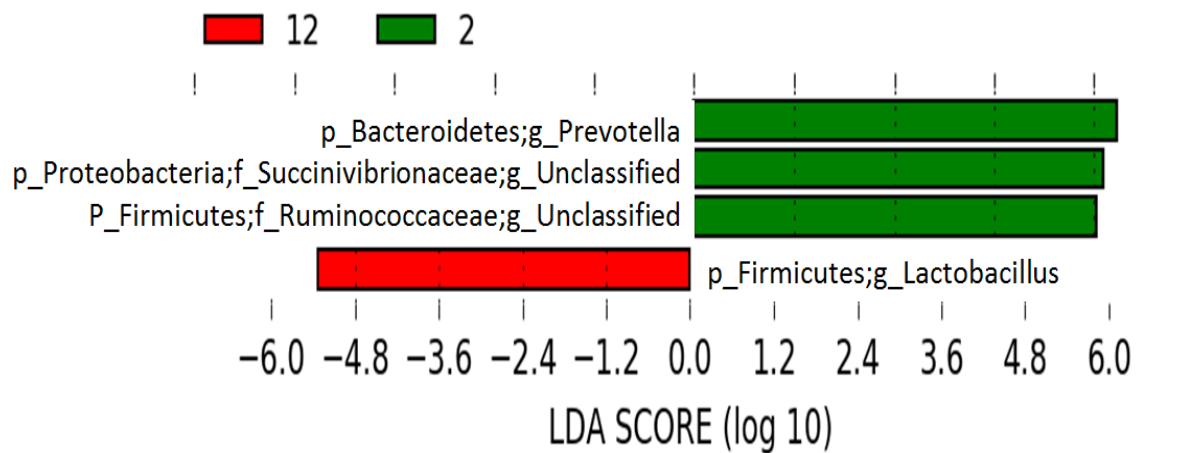 12 2
p_Bacteroidetes;g_Prevotella
p_Proteobacteria;f_Succinivibrionaceae;g_Unclassified
P_Firmicutes;f_Ruminococcaceae;g_Unclassified
p_Firmicutes;g_Lactobacillus
−6.0 −4.8 −3.6 −2.4 −1.2 0.0 1.2 2.4 3.6 4.8 6.0
LDA SCORE (log 10)